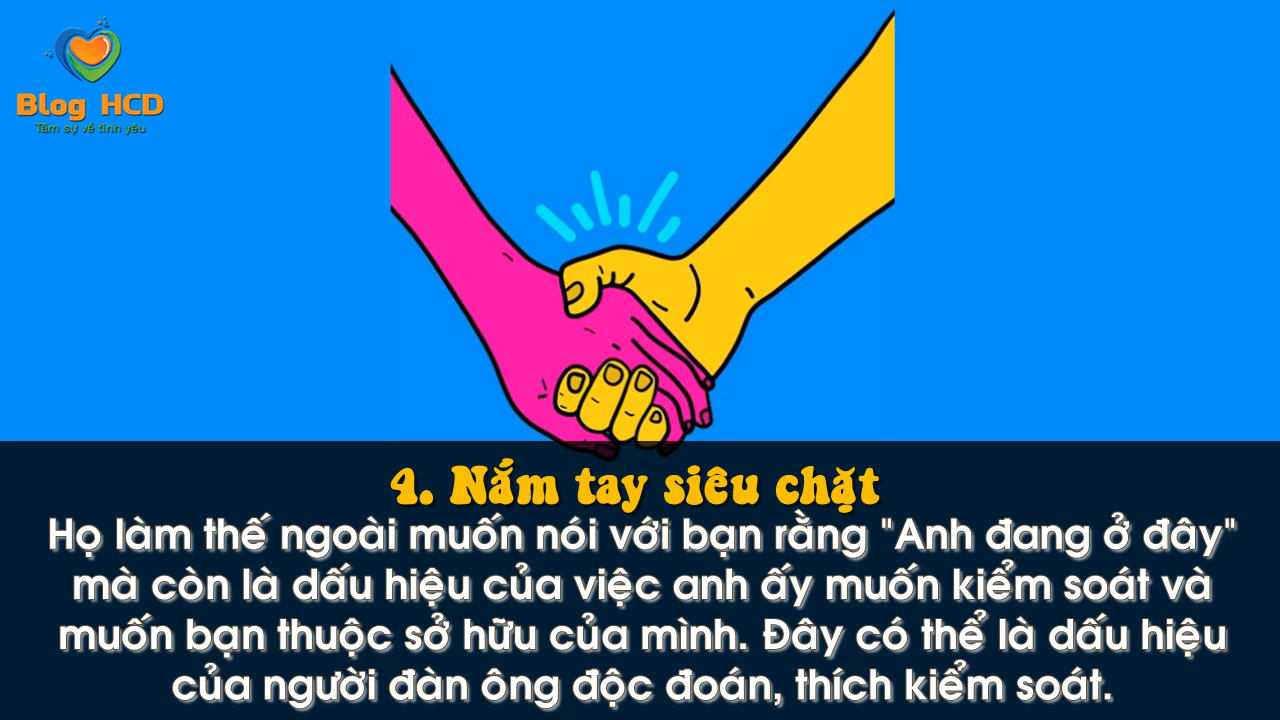 Blog HCD
Tâm sự về tình yêu
4. Nắm tay siêu chặt
Họ làm thế ngoài muốn nói với bạn rằng "Anh đang ở đây"
mà còn là dấu hiệu của việc anh ấy muốn kiểm soát và
muốn bạn thuộc sở hữu của mình. Đây có thể là dấu hiệu
của người đàn ông độc đoán, thích kiểm soát.